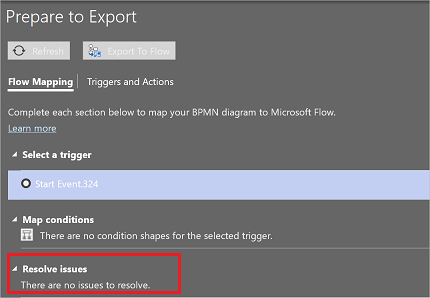 Prepare to Export
Refresh Export To Flow
Flow Mapping Triggers and Actions
Complete each section below to map your BPMN diagram to Microsoft Flow.
Learn more
Select a trigger
Start Event.324
Map conditions
There are no condition shapes for the selected trigger.
Resolve issues
There are no issues to resolve.